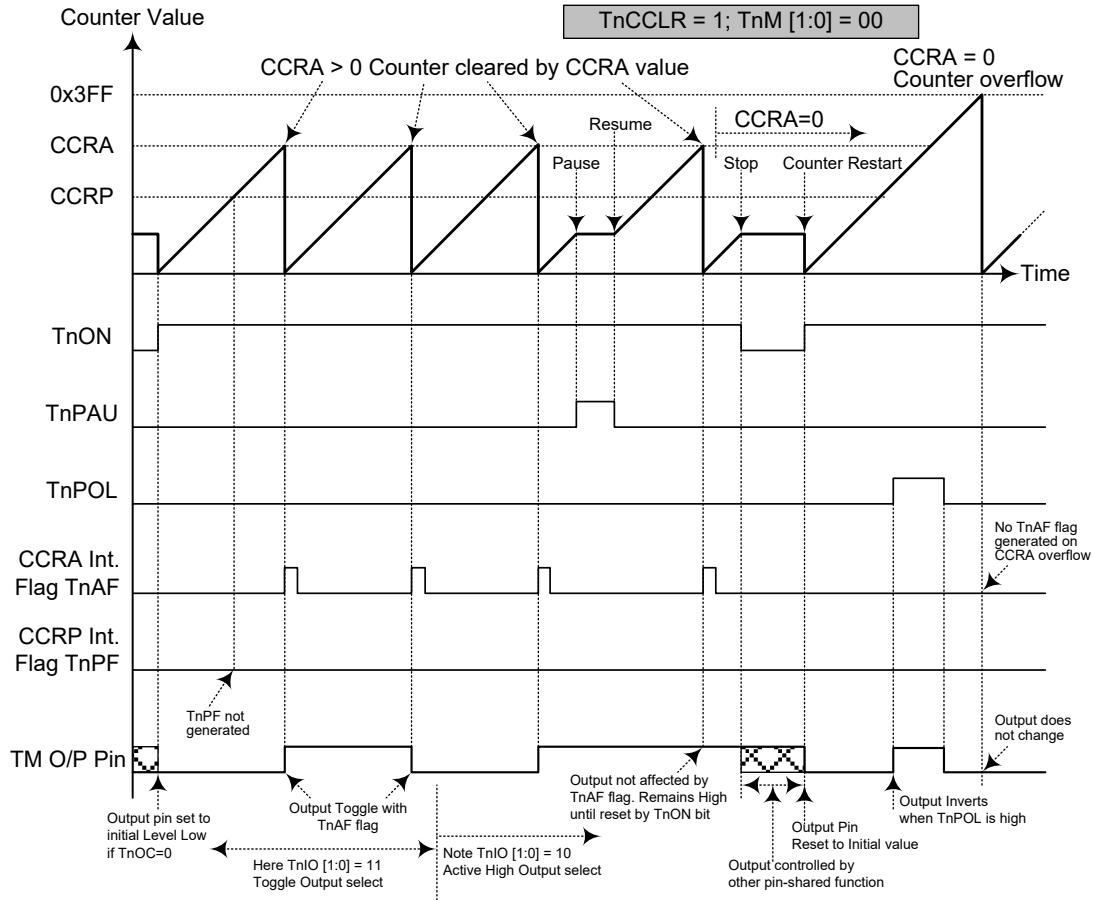 Counter Value
TnCCLR = 1; TnM [1:0] = 00
CCRA > 0 Counter cleared by CCRA value
CCRA = 0
Counter overflow
0x3FF
CCRA
CCRP
Resume
CCRA=0
Pause
Stop
Counter Restart
Time
TnON
TnPAU
TnPOL
No TnAF flag
generated on
CCRA overflow
CCRA Int.
Flag TnAF
CCRP Int.
Flag TnPF
TnPF not
generated
Output does
not change
TM O/P Pin
Output pin set to
initial Level Low
if TnOC=0
Output Toggle with
TnAF flag
Here TnIO [1:0] = 11
Toggle Output select
Note TnIO [1:0] = 10
Active High Output select
Output not affected by
TnAF flag. Remains High
until reset by TnON bit
Output controlled by
other pin-shared function
Output Pin
Reset to Initial value
Output Inverts
when TnPOL is high